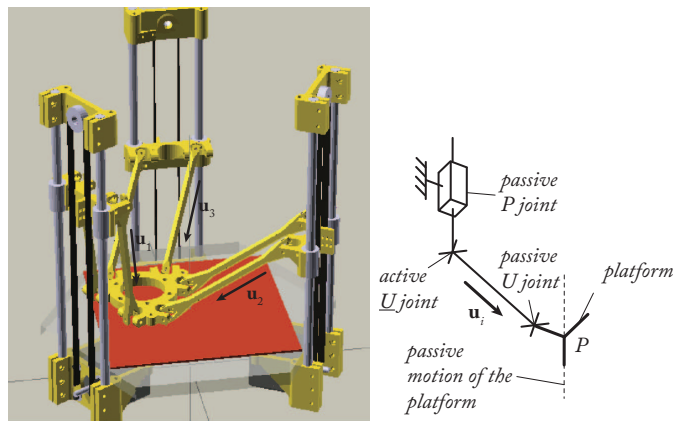 u₁
u₃
u₂
passive
P joint
passive
U joint
platform
active
U joint
uᵢ
P
passive
motion of the
platform